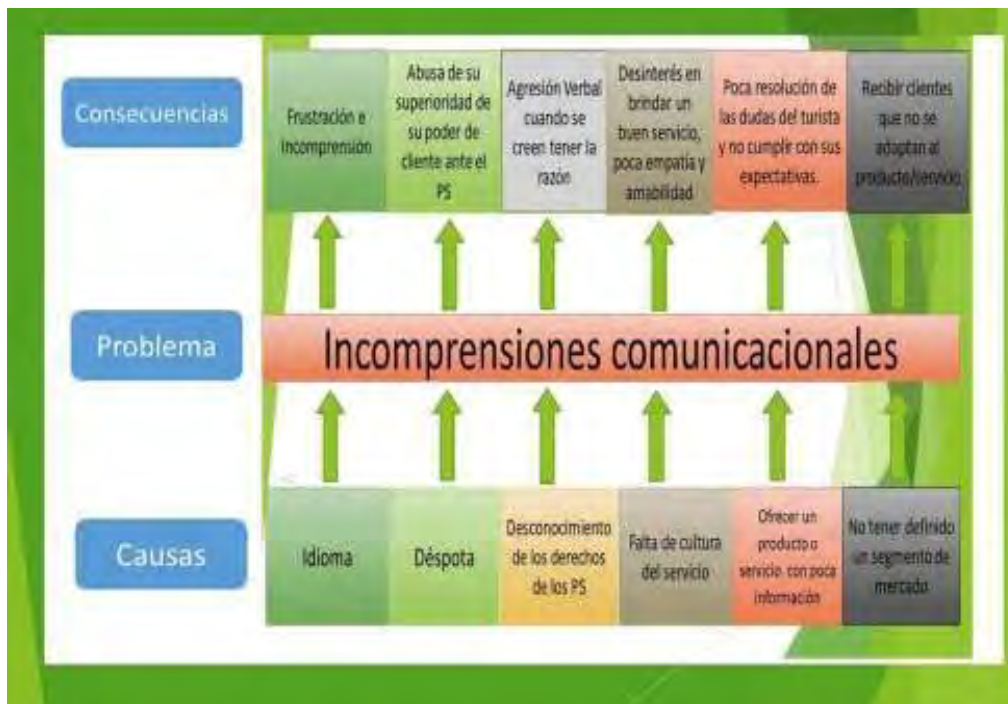 Consecuencias
Frustración e
Incomprensión
Abusa de su
superioridad de
su poder de
cliente ante el
PS
Agresión Verbal
cuando se
creen tener la
razón
Desinterés en
brindar un
buen servicio,
poca empatía y
amabilidad
Poca resolución de
las dudas del turista
y no cumplir con sus
expectativas.
Recibir clientes
que no se
adaptan al
producto/servicio
Problema
Incomprensiones comunicacionales
Causas
Idioma
Déspota
Desconocimiento
de los derechos
de los PS
Falta de cultura
del servicio
Ofrecer un
producto o
servicio con poca
información
No tener definido
un segmento de
mercado